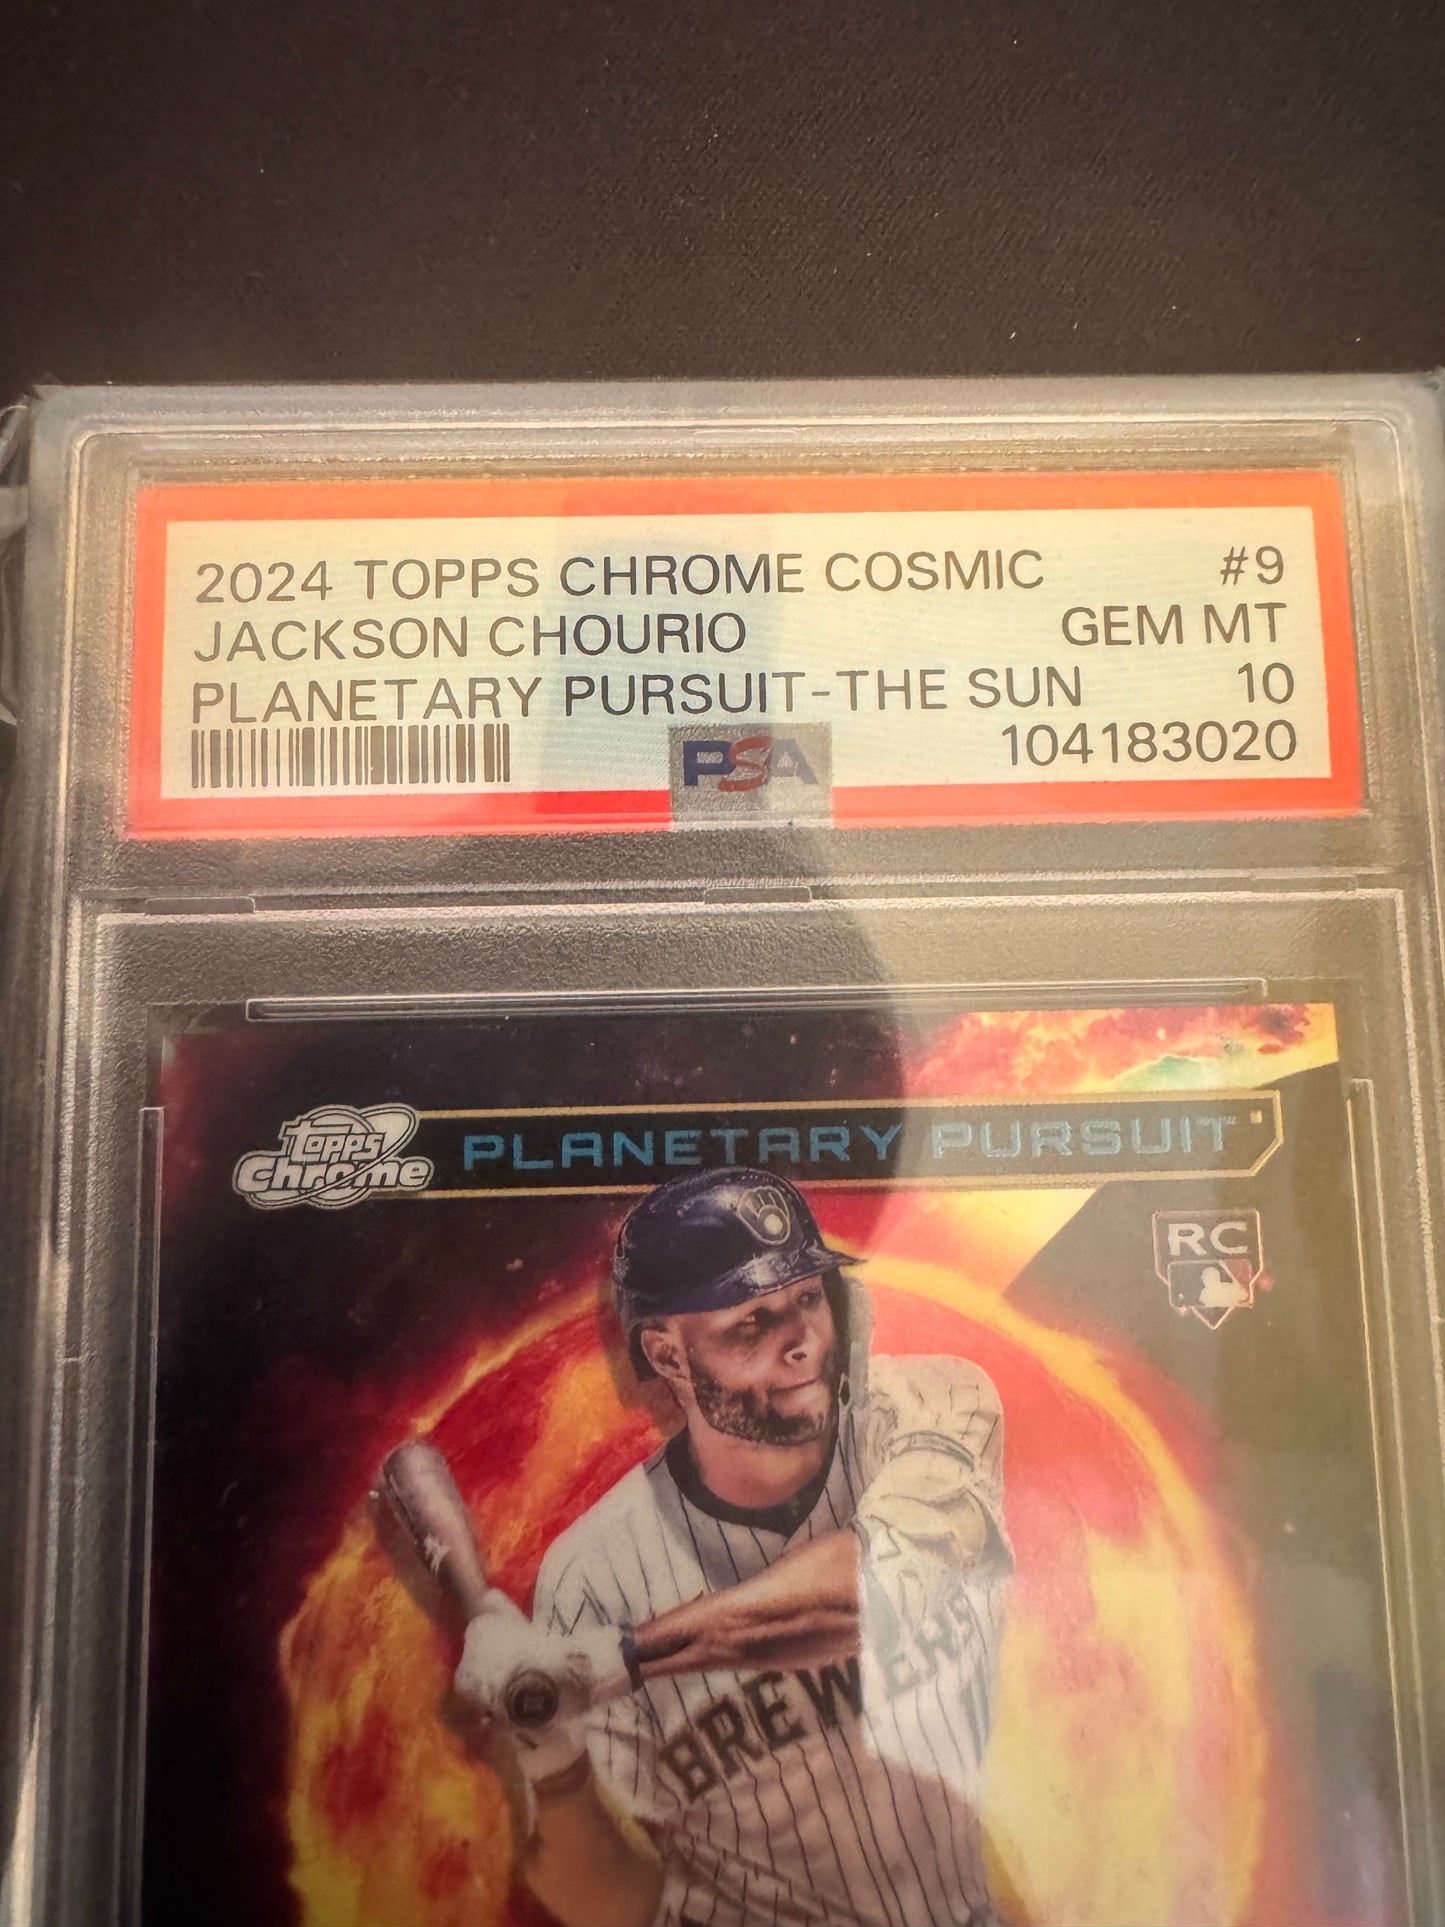 2024 TOPPS CHROME COSMIC #9
JACKSON CHOURIO GEM MT
PLANETARY PURSUIT-THE SUN 10
PSA 104183020
topps Chrome PLANETARY PURSUIT™
RC
BREWERS